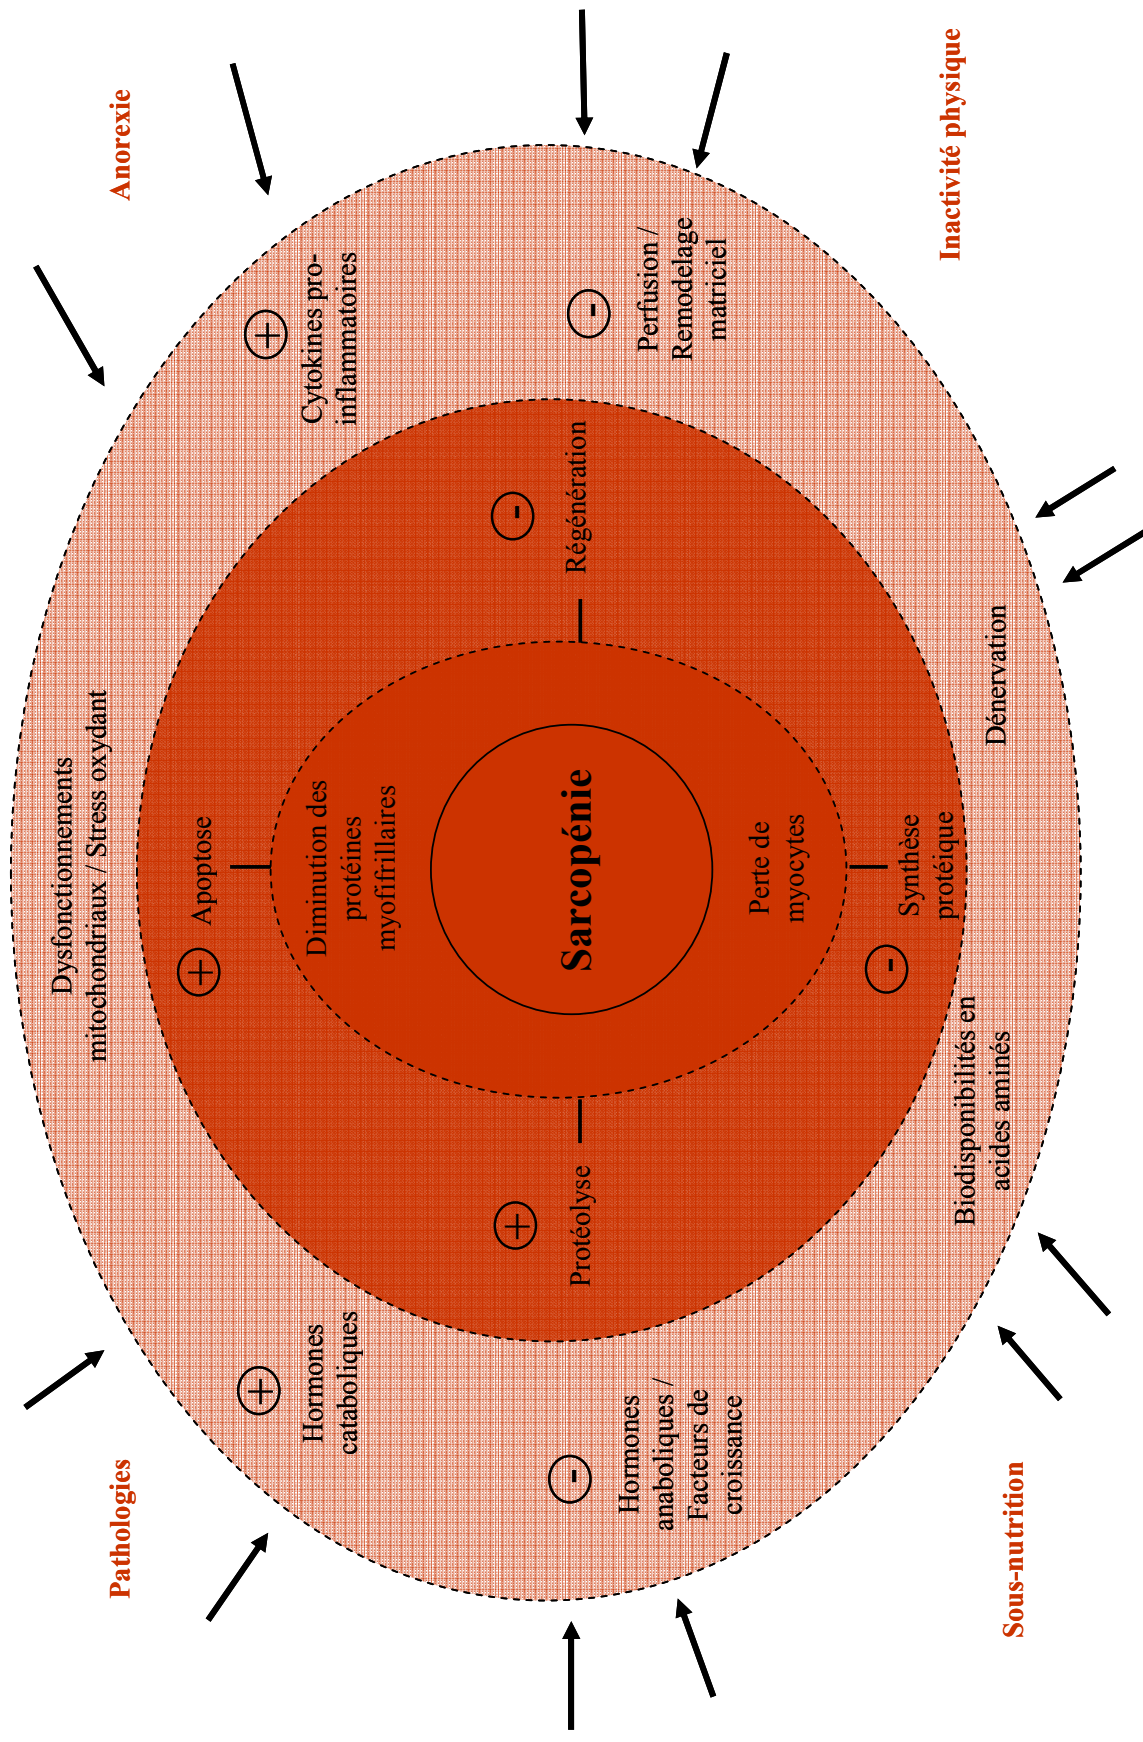 Pathologies
Anorexie
Dysfonctionnements
mitochondriaux / Stress oxydant
+
Hormones
cataboliques
+
Cytokines pro-
inflammatoires
+
Apoptose
Diminution des
protéines
myofifrillaires
+
Protéolyse
Sarcopénie
-
Régénération
-
Hormones
anaboliques /
Facteurs de
croissance
-
Perfusion /
Remodelage
matriciel
Perte de
myocytes
-
Synthèse
protéique
Biodisponibilités en
acides aminés
Dénervation
Sous-nutrition
Inactivité physique